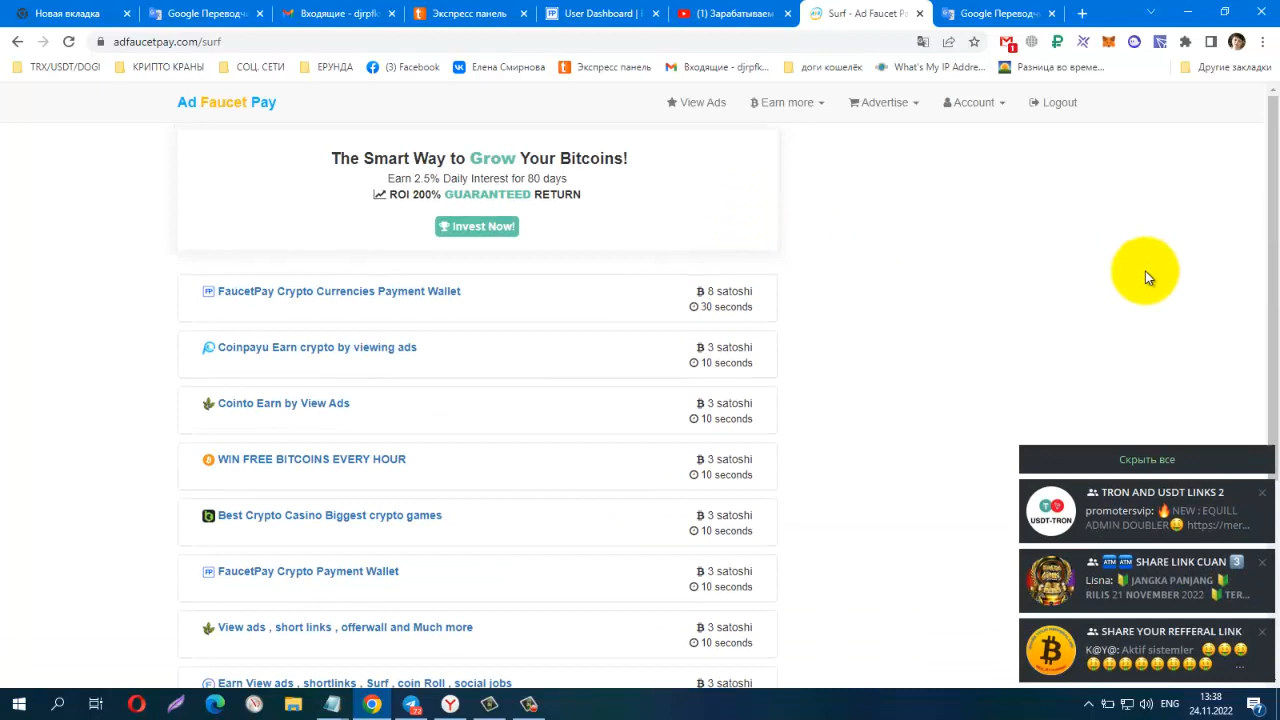 Новая вкладка
Google Переводч
Входящие - djrpfk
Экспресс панель
User Dashboard |
(1) Зарабатываем
Surf - Ad Faucet Pa
Google Переводч
adfaucetpay.com/surf
1
TRX/USDT/DOGI
КРИПТО КРАНЫ
СОЦ. СЕТИ
ЕРУНДА
(3) Facebook
Елена Смирнова
Экспресс панель
Входящие - djrpfk...
доги кошелёк
What's My IP Addre...
Разница во време...
Другие закладки
Ad Faucet Pay
View Ads
Earn more
Advertise
Account
Logout
The Smart Way to Grow Your Bitcoins!
Earn 2.5% Daily Interest for 80 days
ROI 200% GUARANTEED RETURN
Invest Now!
FaucetPay Crypto Currencies Payment Wallet
8 satoshi
30 seconds
Coinpayu Earn crypto by viewing ads
3 satoshi
10 seconds
Cointo Earn by View Ads
3 satoshi
10 seconds
WIN FREE BITCOINS EVERY HOUR
3 satoshi
10 seconds
Best Crypto Casino Biggest crypto games
3 satoshi
10 seconds
FaucetPay Crypto Payment Wallet
3 satoshi
10 seconds
View ads , short links , offerwall and Much more
3 satoshi
10 seconds
Earn View ads , shortlinks , Surf , coin Roll , social jobs
3 satoshi
Скрыть все
USDT-TRON
TRON AND USDT LINKS 2
promotersvip: 🔥NEW : EQUILL
ADMIN DOUBLER🤑 https://mer...
🏧🏧 SHARE LINK CUAN 3️⃣
Lisna: 🔰 JANGKA PANJANG 🔰
RILIS 21 NOVEMBER 2022 🔰TER...
SHARE YOUR REFFERAL LINK
K@Y@: Aktif sistemler 🤑🤑🤑
🤑🤑🤑🤑🤑🤑🤑🤑 ...
72
ENG
13:38
24.11.2022
7